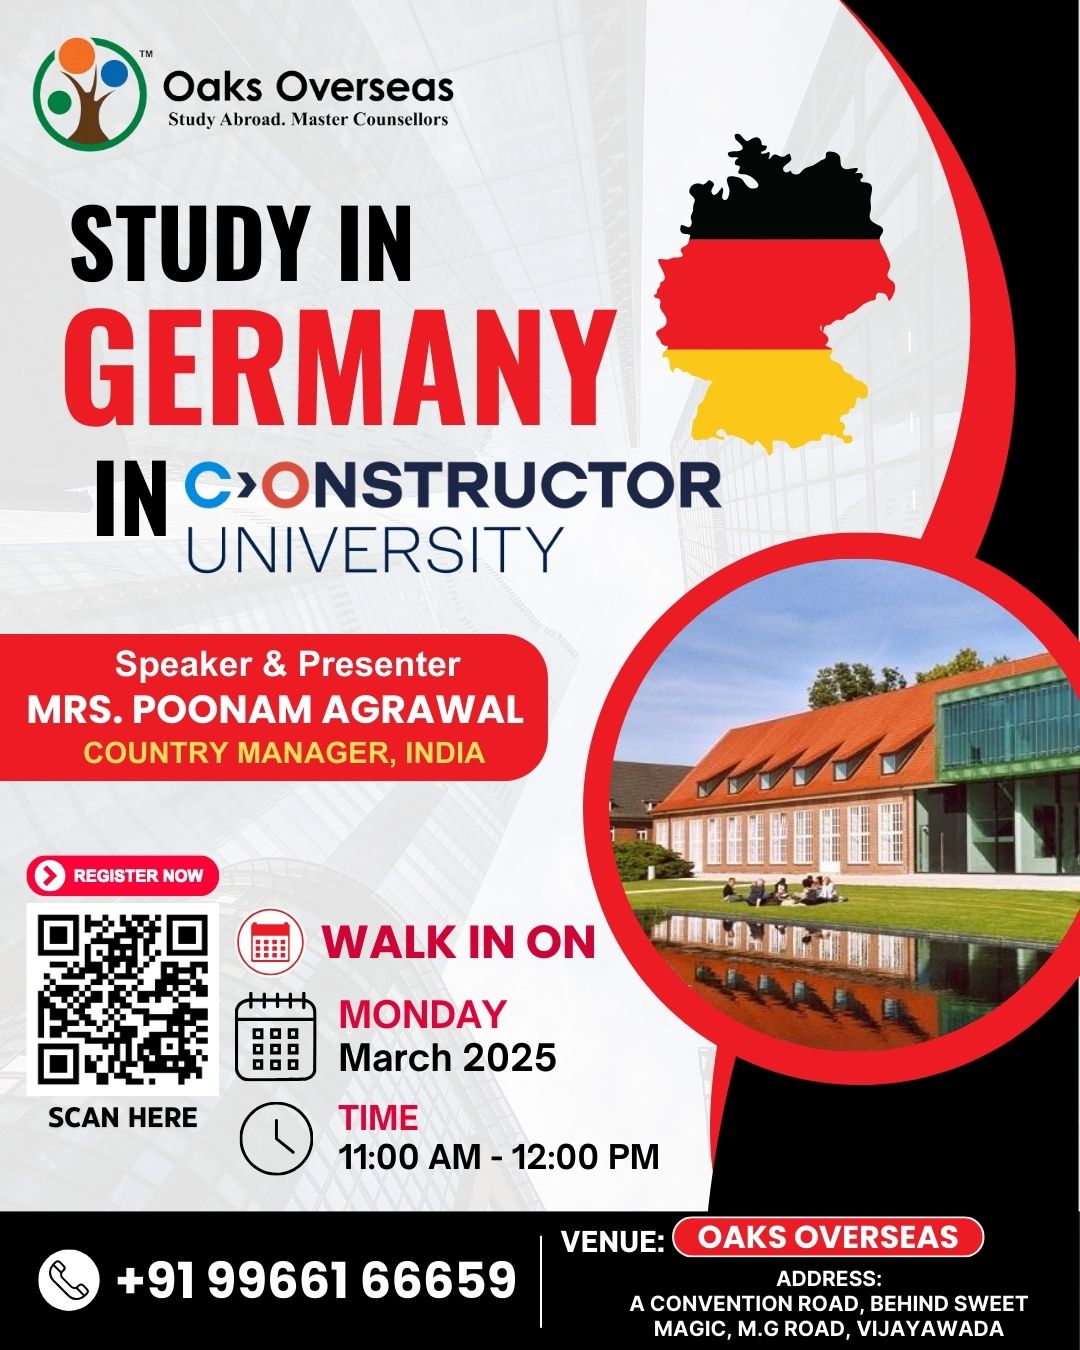 TM
Oaks Overseas
Study Abroad. Master Counsellors
STUDY IN
GERMANY
IN CONSTRUCTOR
UNIVERSITY
Speaker & Presenter
MRS. POONAM AGRAWAL
COUNTRY MANAGER, INDIA
REGISTER NOW
SCAN HERE
WALK IN ON
MONDAY
March 2025
TIME
11:00 AM - 12:00 PM
+91 99661 66659
VENUE: OAKS OVERSEAS
ADDRESS:
A CONVENTION ROAD, BEHIND SWEET
MAGIC, M.G ROAD, VIJAYAWADA